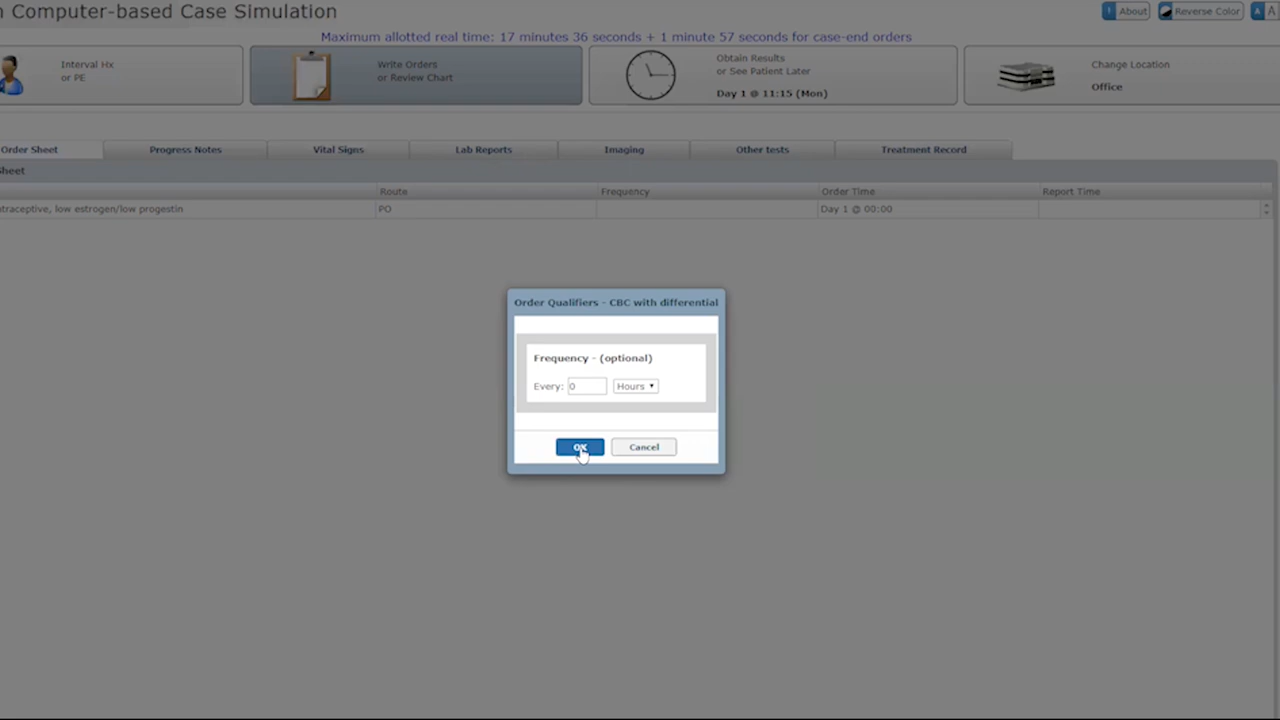 n Computer-based Case Simulation
About
Reverse Color
A A
Maximum allotted real time: 17 minutes 36 seconds + 1 minute 57 seconds for case-end orders
Interval Hx
or PE
Write Orders
or Review Chart
Obtain Results
or See Patient Later
Day 1 @ 11:15 (Mon)
Change Location
Office
Order Sheet
Progress Notes
Vital Signs
Lab Reports
Imaging
Other tests
Treatment Record
Sheet
Route
Frequency
Order Time
Report Time
traceptive, low estrogen/low progestin
PO
Day 1 @ 00:00
Order Qualifiers - CBC with differential
Frequency - (optional)
Every: 0 Hours
OK
Cancel